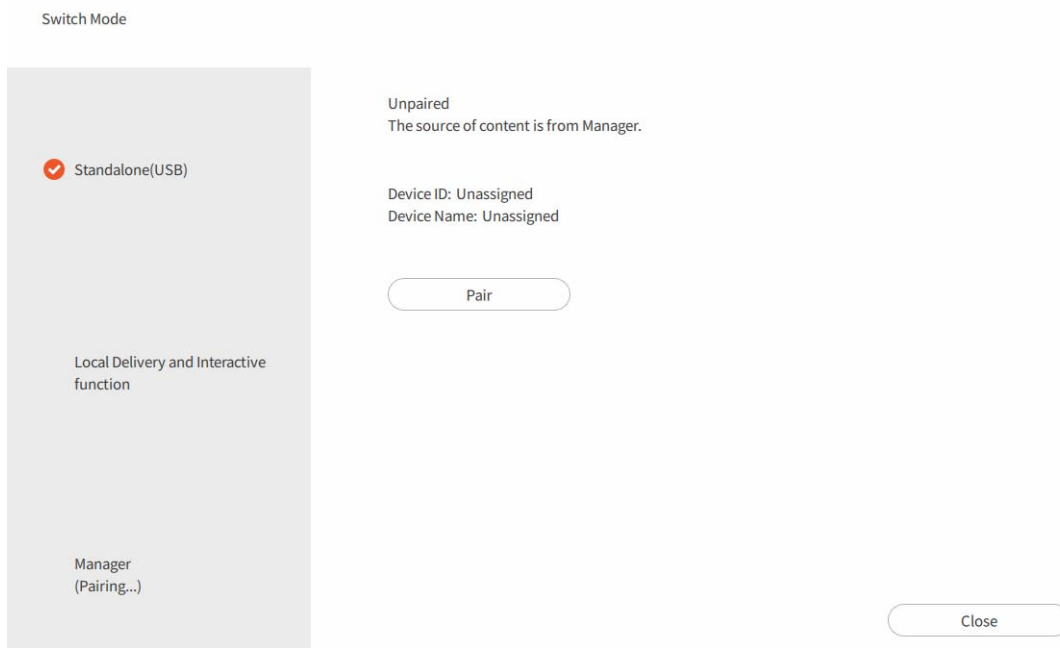 Switch Mode
Standalone(USB)
Local Delivery and Interactive
function
Manager
(Pairing...)
Unpaired
The source of content is from Manager.
Device ID: Unassigned
Device Name: Unassigned
Pair
Close